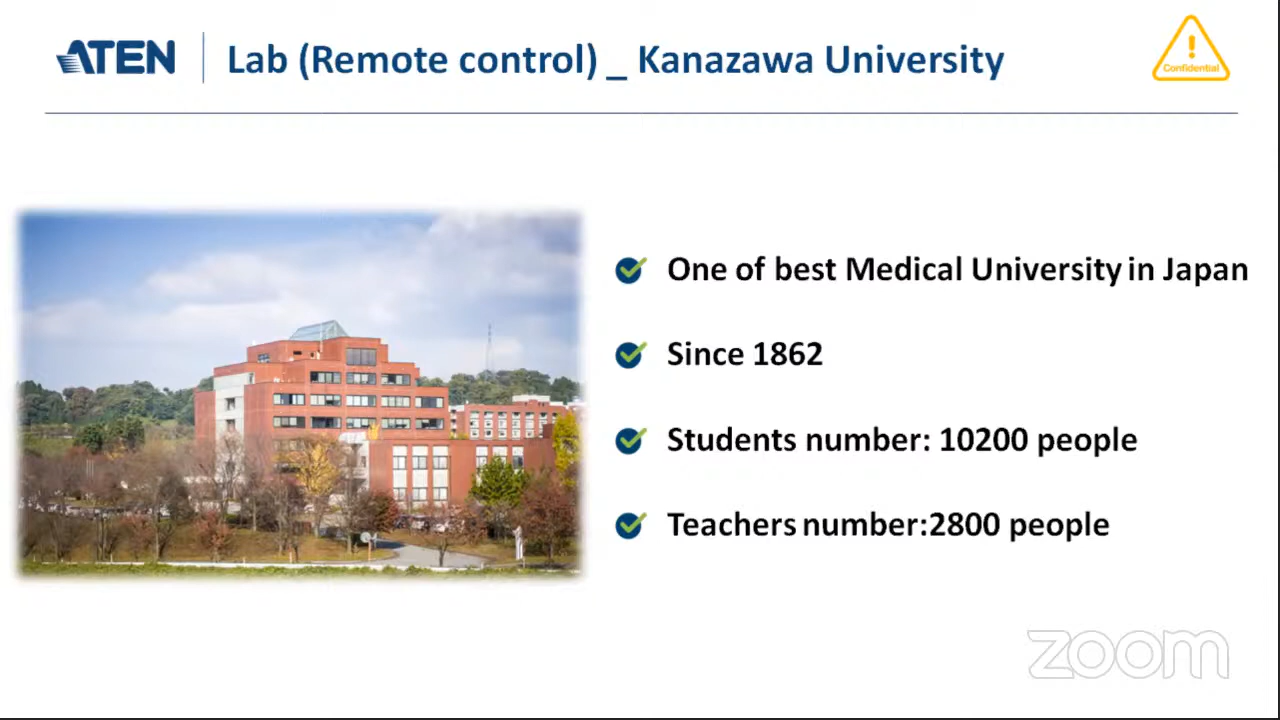 ATEN
Lab (Remote control) _ Kanazawa University
Confidential
One of best Medical University in Japan
Since 1862
Students number: 10200 people
Teachers number:2800 people
zoom